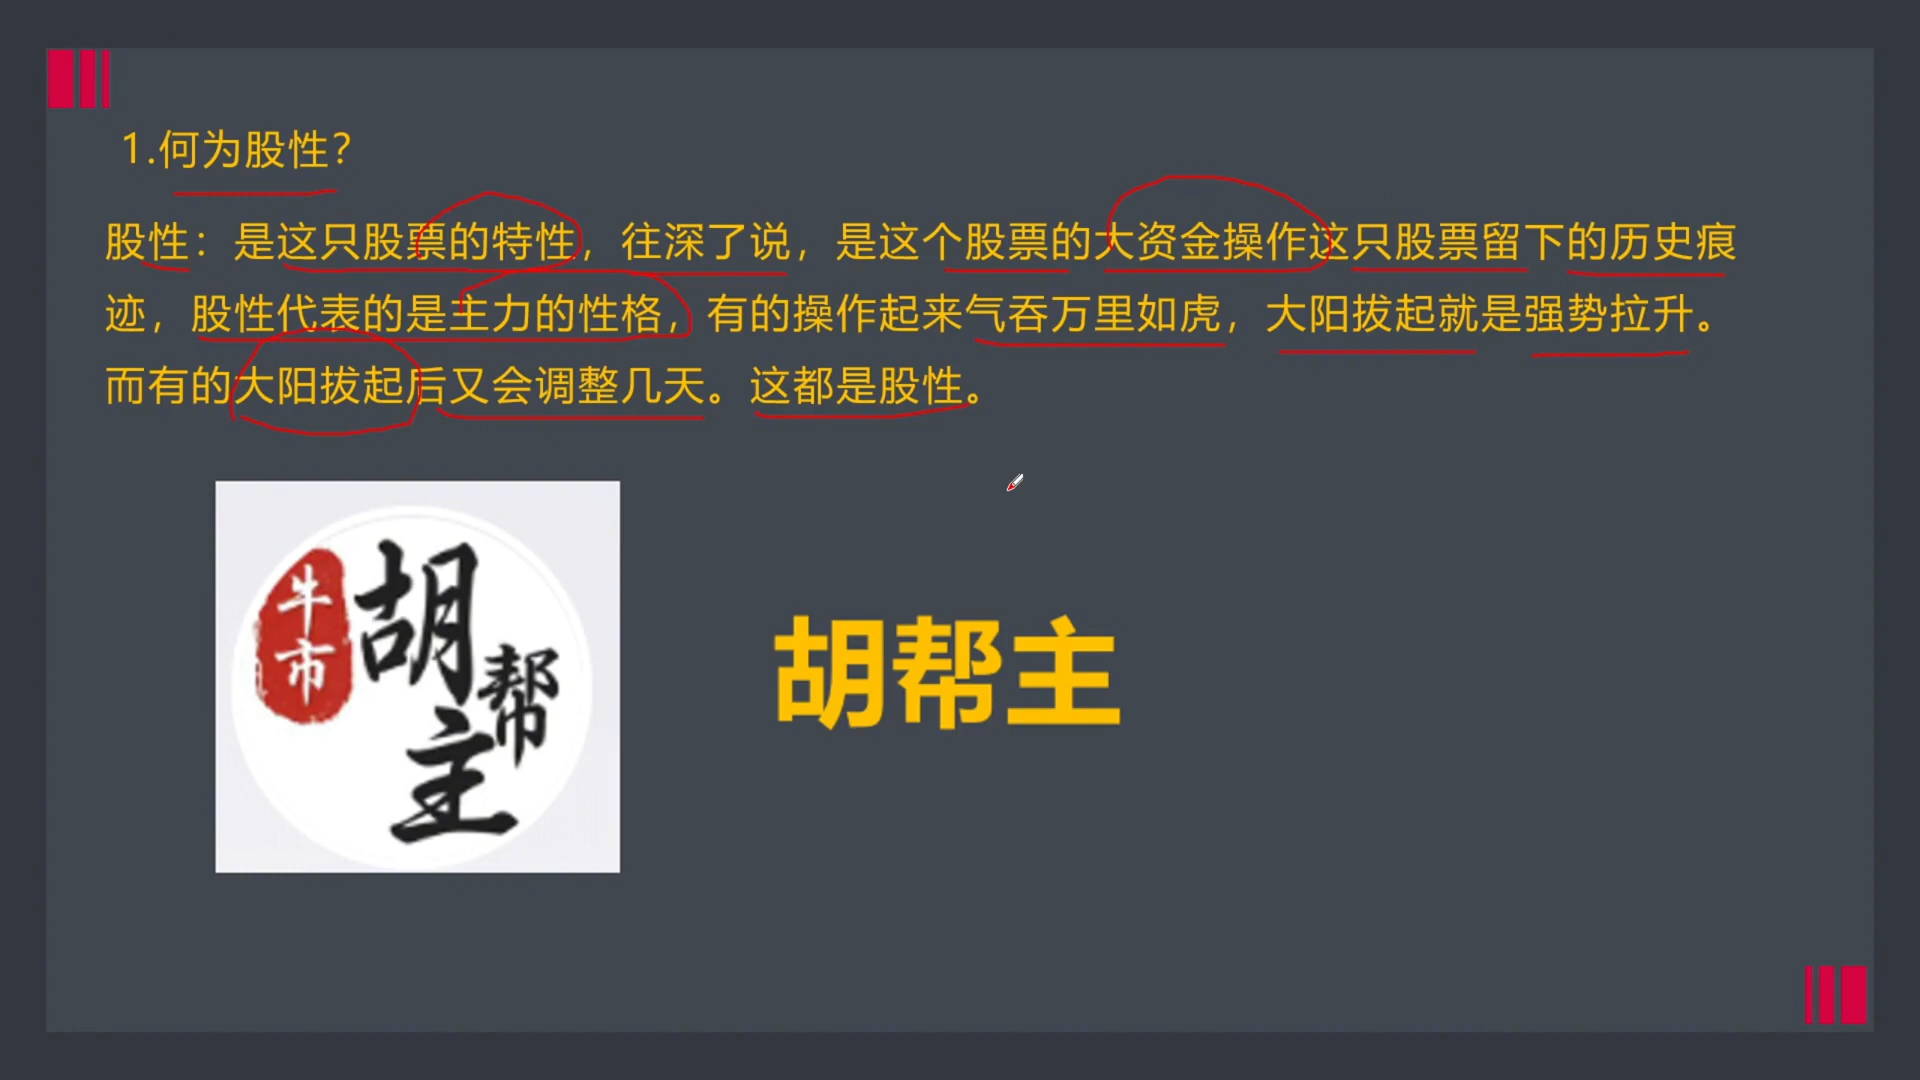 1.何为股性？
股性：是这只股票的特性，往深了说，是这个股票的大资金操作这只股票留下的历史痕
迹，股性代表的是主力的性格，有的操作起来气吞万里如虎，大阳拔起就是强势拉升。
而有的大阳拔起后又会调整几天。这都是股性。
牛市
胡帮主
胡帮主